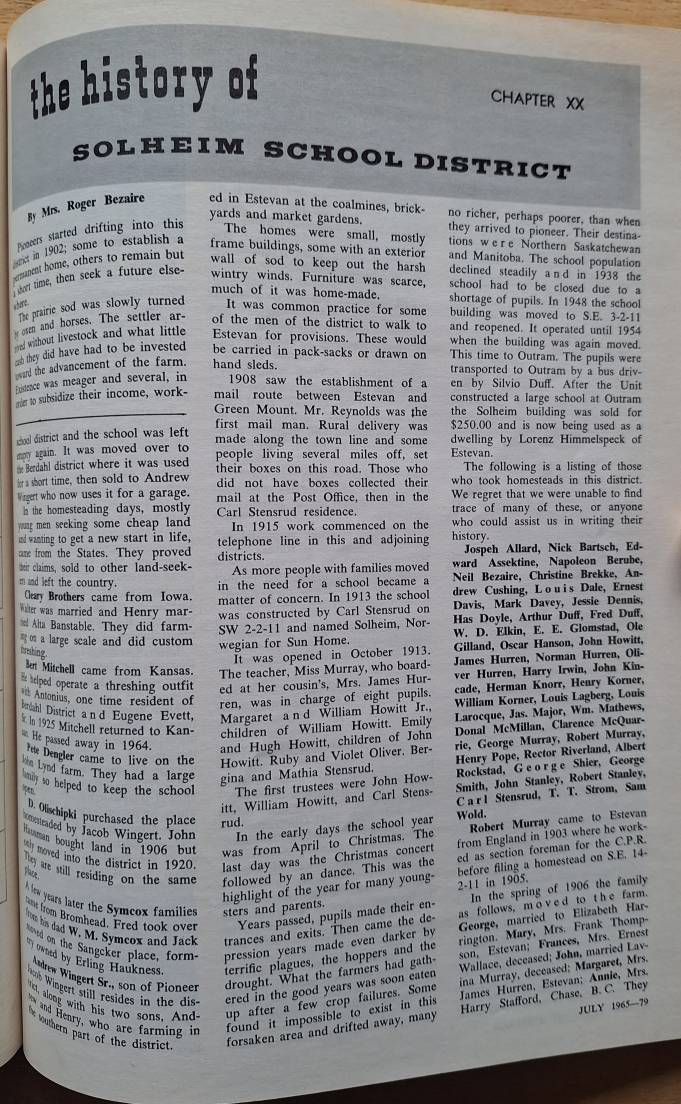 the history of
CHAPTER XX
SOLHEIM SCHOOL DISTRICT
By Mrs. Roger Bezaire
Pioneers started drifting into this
district in 1902; some to establish a
permanent home, others to remain but
a short time, then seek a future else-
where.
The prairie sod was slowly turned
by oxen and horses. The settler ar-
rived without livestock and what little
cash they did have had to be invested
toward the advancement of the farm.
Existence was meager and several, in
order to subsidize their income, work-
school district and the school was left
empty again. It was moved over to
the Berdahl district where it was used
for a short time, then sold to Andrew
Wingert who now uses it for a garage.
In the homesteading days, mostly
young men seeking some cheap land
and wanting to get a new start in life,
came from the States. They proved
their claims, sold to other land-seek-
ers and left the country.
Cleary Brothers came from Iowa.
Walter was married and Henry mar-
ried Alta Banstable. They did farm-
ing on a large scale and did custom
threshing.
Bert Mitchell came from Kansas.
He helped operate a threshing outfit
with Antonius, one time resident of
Berdahl District and Eugene Evett,
Sr. In 1925 Mitchell returned to Kan-
sas. He passed away in 1964.
Pete Dengler came to live on the
John Lynd farm. They had a large
family so helped to keep the school
open.
D. Olischipki purchased the place
homesteaded by Jacob Wingert. John
Hausman bought land in 1906 but
only moved into the district in 1920.
They are still residing on the same
place.
A few years later the Symcox families
came from Bromhead. Fred took over
from his dad W. M. Symcox and Jack
moved on the Sangcker place, form-
ery owned by Erling Haukness.
Andrew Wingert Sr., son of Pioneer
Jacob Wingert still resides in the dis-
trict, along with his two sons, And-
rew and Henry, who are farming in
the southern part of the district.
ed in Estevan at the coalmines, brick-
yards and market gardens.
The homes were small, mostly
frame buildings, some with an exterior
wall of sod to keep out the harsh
wintry winds. Furniture was scarce,
much of it was home-made.
It was common practice for some
of the men of the district to walk to
Estevan for provisions. These would
be carried in pack-sacks or drawn on
hand sleds.
1908 saw the establishment of a
mail route between Estevan and
Green Mount. Mr. Reynolds was the
first mail man. Rural delivery was
made along the town line and some
people living several miles off, set
their boxes on this road. Those who
did not have boxes collected their
mail at the Post Office, then in the
Carl Stensrud residence.
In 1915 work commenced on the
telephone line in this and adjoining
districts.
As more people with families moved
in the need for a school became a
matter of concern. In 1913 the school
was constructed by Carl Stensrud on
SW 2-2-11 and named Solheim, Nor-
wegian for Sun Home.
It was opened in October 1913.
The teacher, Miss Murray, who board-
ed at her cousin's, Mrs. James Hur-
ren, was in charge of eight pupils.
Margaret and William Howitt Jr.,
children of William Howitt. Emily
and Hugh Howitt, children of John
Howitt. Ruby and Violet Oliver. Ber-
gina and Mathia Stensrud.
The first trustees were John How-
itt, William Howitt, and Carl Stens-
rud.
In the early days the school year
was from April to Christmas. The
last day was the Christmas concert
followed by an dance. This was the
highlight of the year for many young-
sters and parents.
Years passed, pupils made their en-
trances and exits. Then came the de-
pression years made even darker by
terrific plagues, the hoppers and the
drought. What the farmers had gath-
ered in the good years was soon eaten
up after a few crop failures. Some
found it impossible to exist in this
forsaken area and drifted away, many
no richer, perhaps poorer, than when
they arrived to pioneer. Their destina-
tions were Northern Saskatchewan
and Manitoba. The school population
declined steadily and in 1938 the
school had to be closed due to a
shortage of pupils. In 1948 the school
building was moved to S.E. 3-2-11
and reopened. It operated until 1954
when the building was again moved.
This time to Outram. The pupils were
transported to Outram by a bus driv-
en by Silvio Duff. After the Unit
constructed a large school at Outram
the Solheim building was sold for
$250.00 and is now being used as a
dwelling by Lorenz Himmelspeck of
Estevan.
The following is a listing of those
who took homesteads in this district.
We regret that we were unable to find
trace of many of these, or anyone
who could assist us in writing their
history.
Jospeh Allard, Nick Bartsch, Ed-
ward Assektine, Napoleon Berube,
Neil Bezaire, Christine Brekke, An-
drew Cushing, Louis Dale, Ernest
Davis, Mark Davey, Jessie Dennis,
Has Doyle, Arthur Duff, Fred Duff,
W. D. Elkin, E. E. Glomstad, Ole
Gilland, Oscar Hanson, John Howitt,
James Hurren, Norman Hurren, Oli-
ver Hurren, Harry Irwin, John Kin-
cade, Herman Knorr, Henry Korner,
William Korner, Louis Lagberg, Louis
Larocque, Jas. Major, Wm. Mathews,
Donal McMillan, Clarence McQuar-
rie, George Murray, Robert Murray,
Henry Pope, Rector Riverland, Albert
Rockstad, George Shier, George
Smith, John Stanley, Robert Stanley,
Carl Stensrud, T. T. Strom, Sam
Wold.
Robert Murray came to Estevan
from England in 1903 where he work-
ed as section foreman for the C.P.R.
before filing a homestead on S.E. 14-
2-11 in 1905.
In the spring of 1906 the family
as follows, moved to the farm.
George, married to Elizabeth Har-
rington. Mary, Mrs. Frank Thomp-
son, Estevan; Frances, Mrs. Ernest
Wallace, deceased; John, married Lav-
ina Murray, deceased; Margaret, Mrs.
James Hurren, Estevan; Annie, Mrs.
Harry Stafford, Chase, B.C. They
JULY 1965—79